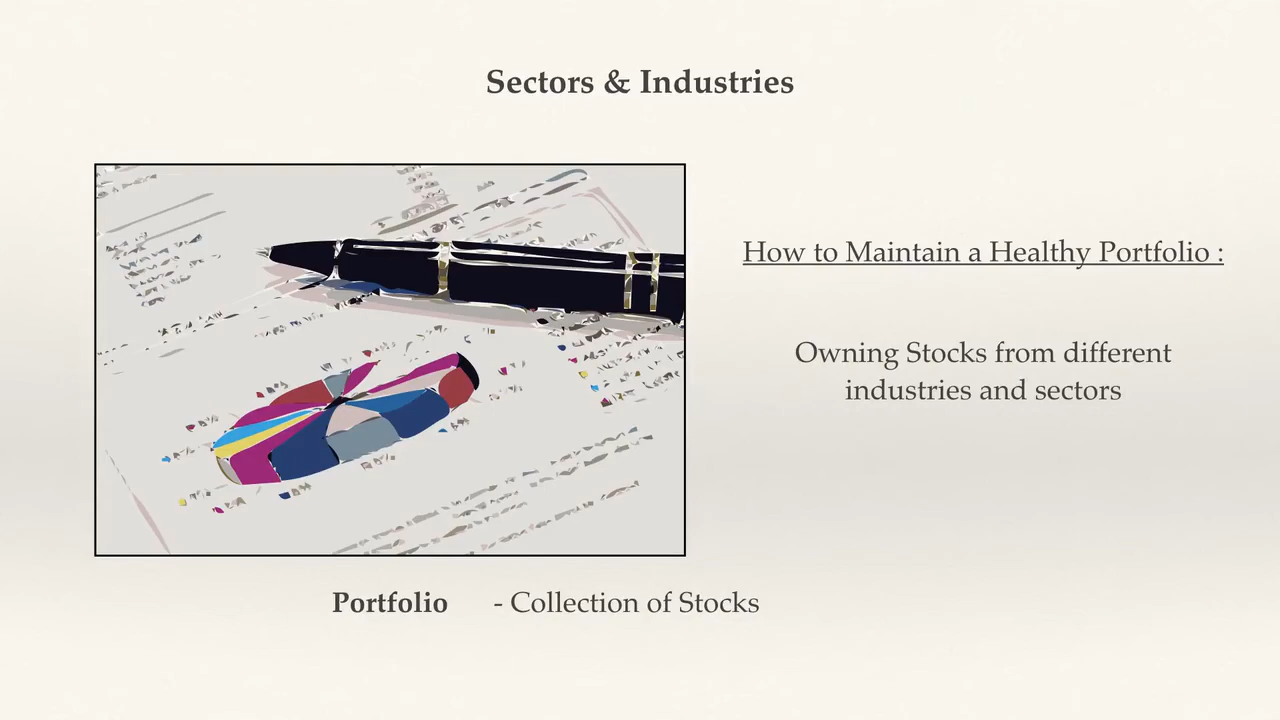 Sectors & Industries
How to Maintain a Healthy Portfolio :
Owning Stocks from different
industries and sectors
Portfolio - Collection of Stocks